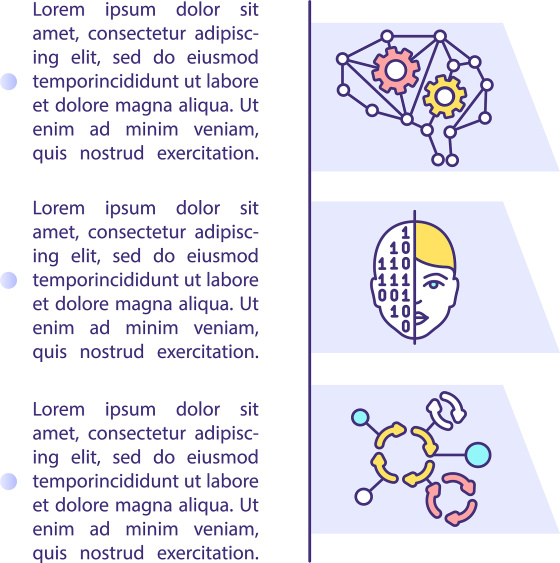 Lorem ipsum dolor sit
amet, consectetur adipisc-
ing elit, sed do eiusmod
temporincididunt ut labore
et dolore magna aliqua. Ut
enim ad minim veniam,
quis nostrud exercitation.
Lorem ipsum dolor sit
amet, consectetur adipisc-
ing elit, sed do eiusmod
temporincididunt ut labore
et dolore magna aliqua. Ut
enim ad minim veniam,
quis nostrud exercitation.
1
10
110
111
001
10
0
Lorem ipsum dolor sit
amet, consectetur adipisc-
ing elit, sed do eiusmod
temporincididunt ut labore
et dolore magna aliqua. Ut
enim ad minim veniam,
quis nostrud exercitation.